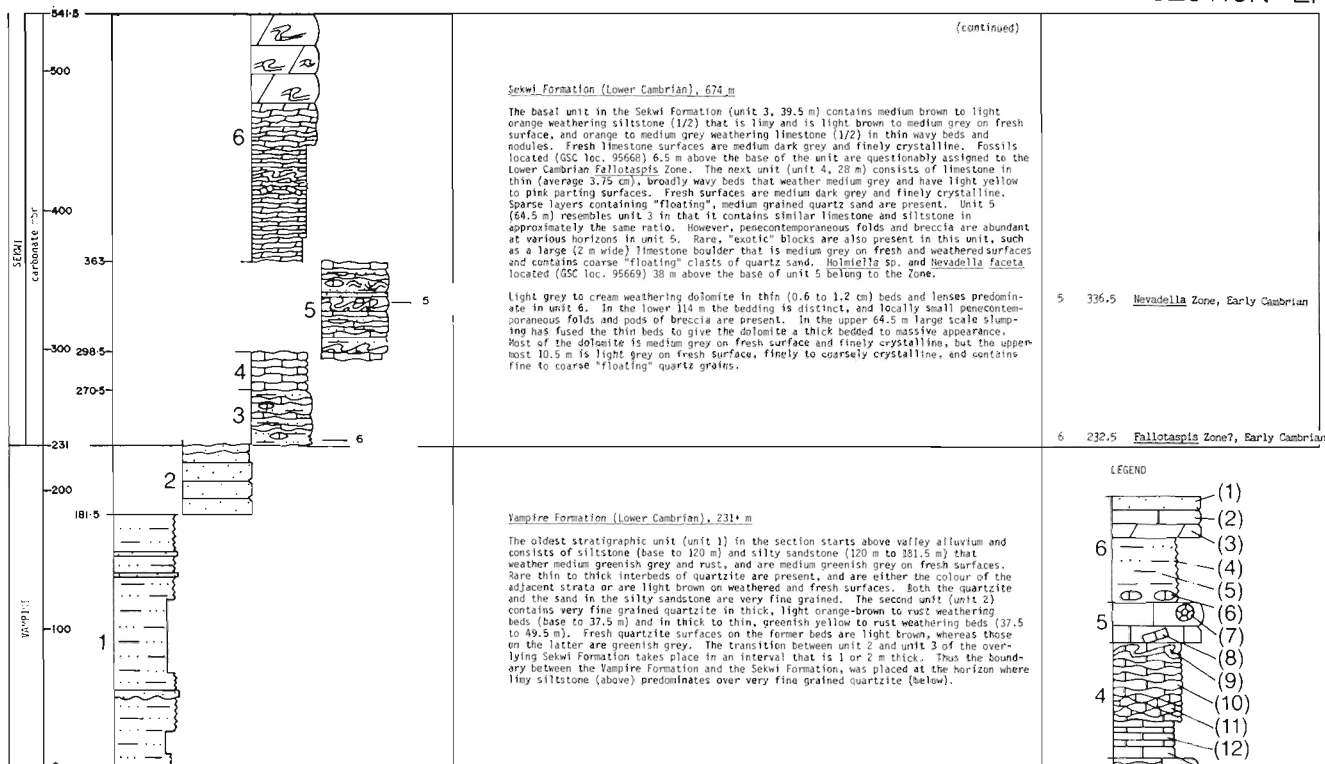 (continued)
Sekwi Formation (Lower Cambrian), 674 m
The basal unit in the Sekwi Formation (unit 3, 39.5 m) contains medium brown to light
orange weathering siltstone (1/2) that is limy and is light brown to medium grey on fresh
surface, and orange to medium grey weathering limestone (1/2) in thin wavy beds and
nodules. Fresh limestone surfaces are medium dark grey and finely crystalline. Fossils
located (GSC loc. 95668) 6.5 m above the base of the unit are questionably assigned to the
Lower Cambrian Fallotaspis Zone. The next unit (unit 4, 28 m) consists of limestone in
thin (average 3.75 cm), broadly wavy beds that weather medium grey and have light yellow
to pink parting surfaces. Fresh surfaces are medium dark grey and finely crystalline.
Sparse layers containing "floating", medium grained quartz sand are present. Unit 5
(64.5 m) resembles unit 3 in that it contains similar limestone and siltstone in
approximately the same ratio. However, penecontemporaneous folds and breccia are abundant
at various horizons in unit 5. Rare, "exotic" blocks are also present in this unit, such
as a large (2 m wide) limestone boulder that is medium grey on fresh and weathered surfaces
and contains coarse "floating" clasts of quartz sand. Holmiella sp. and Nevadella faceta
located (GSC loc. 95669) 38 m above the base of unit 5 belong to the Zone.
Light grey to cream weathering dolomite in thin (0.6 to 1.2 cm) beds and lenses predomin-
ate in unit 6. In the lower 114 m the bedding is distinct, and locally small penecontem-
poraneous folds and pods of breccia are present. In the upper 64.5 m large scale slump-
ing has fused the thin beds to give the dolomite a thick bedded to massive appearance.
Most of the dolomite is medium grey on fresh surface and finely crystalline, but the upper-
most 10.5 m is light grey on fresh surface, finely to coarsely crystalline, and contains
fine to coarse "floating" quartz grains.
Vampire Formation (Lower Cambrian), 231+ m
The oldest stratigraphic unit (unit 1) in the section starts above valley alluvium and
consists of siltstone (base to 120 m) and silty sandstone (120 m to 181.5 m) that
weather medium greenish grey and rust, and are medium greenish grey on fresh surfaces.
Rare thin to thick interbeds of quartzite are present, and are either the colour of the
adjacent strata or are light brown on weathered and fresh surfaces. Both the quartzite
and the sand in the silty sandstone are very fine grained. The second unit (unit 2)
contains very fine grained quartzite in thick, light orange-brown to rust weathering
beds (base to 37.5 m) and in thick to thin, greenish yellow to rust weathering beds (37.5
to 49.5 m). Fresh quartzite surfaces on the former beds are light brown, whereas those
on the latter are greenish grey. The transition between unit 2 and unit 3 of the over-
lying Sekwi Formation takes place in an interval that is 1 or 2 m thick. Thus the bound-
ary between the Vampire Formation and the Sekwi Formation, was placed at the horizon where
limy siltstone (above) predominates over very fine grained quartzite (below).
SEKWI
carbonate mbr
VAMPIRE
541·5
500
400
363
300 298·5
270·5
231
200
181·5
100
6
5
5
4
3
6
2
1
5 336.5 Nevadella Zone, Early Cambrian
6 232.5 Fallotaspis Zone?, Early Cambrian
LEGEND
6
5
4
(1)
(2)
(3)
(4)
(5)
(6)
(7)
(8)
(9)
(10)
(11)
(12)